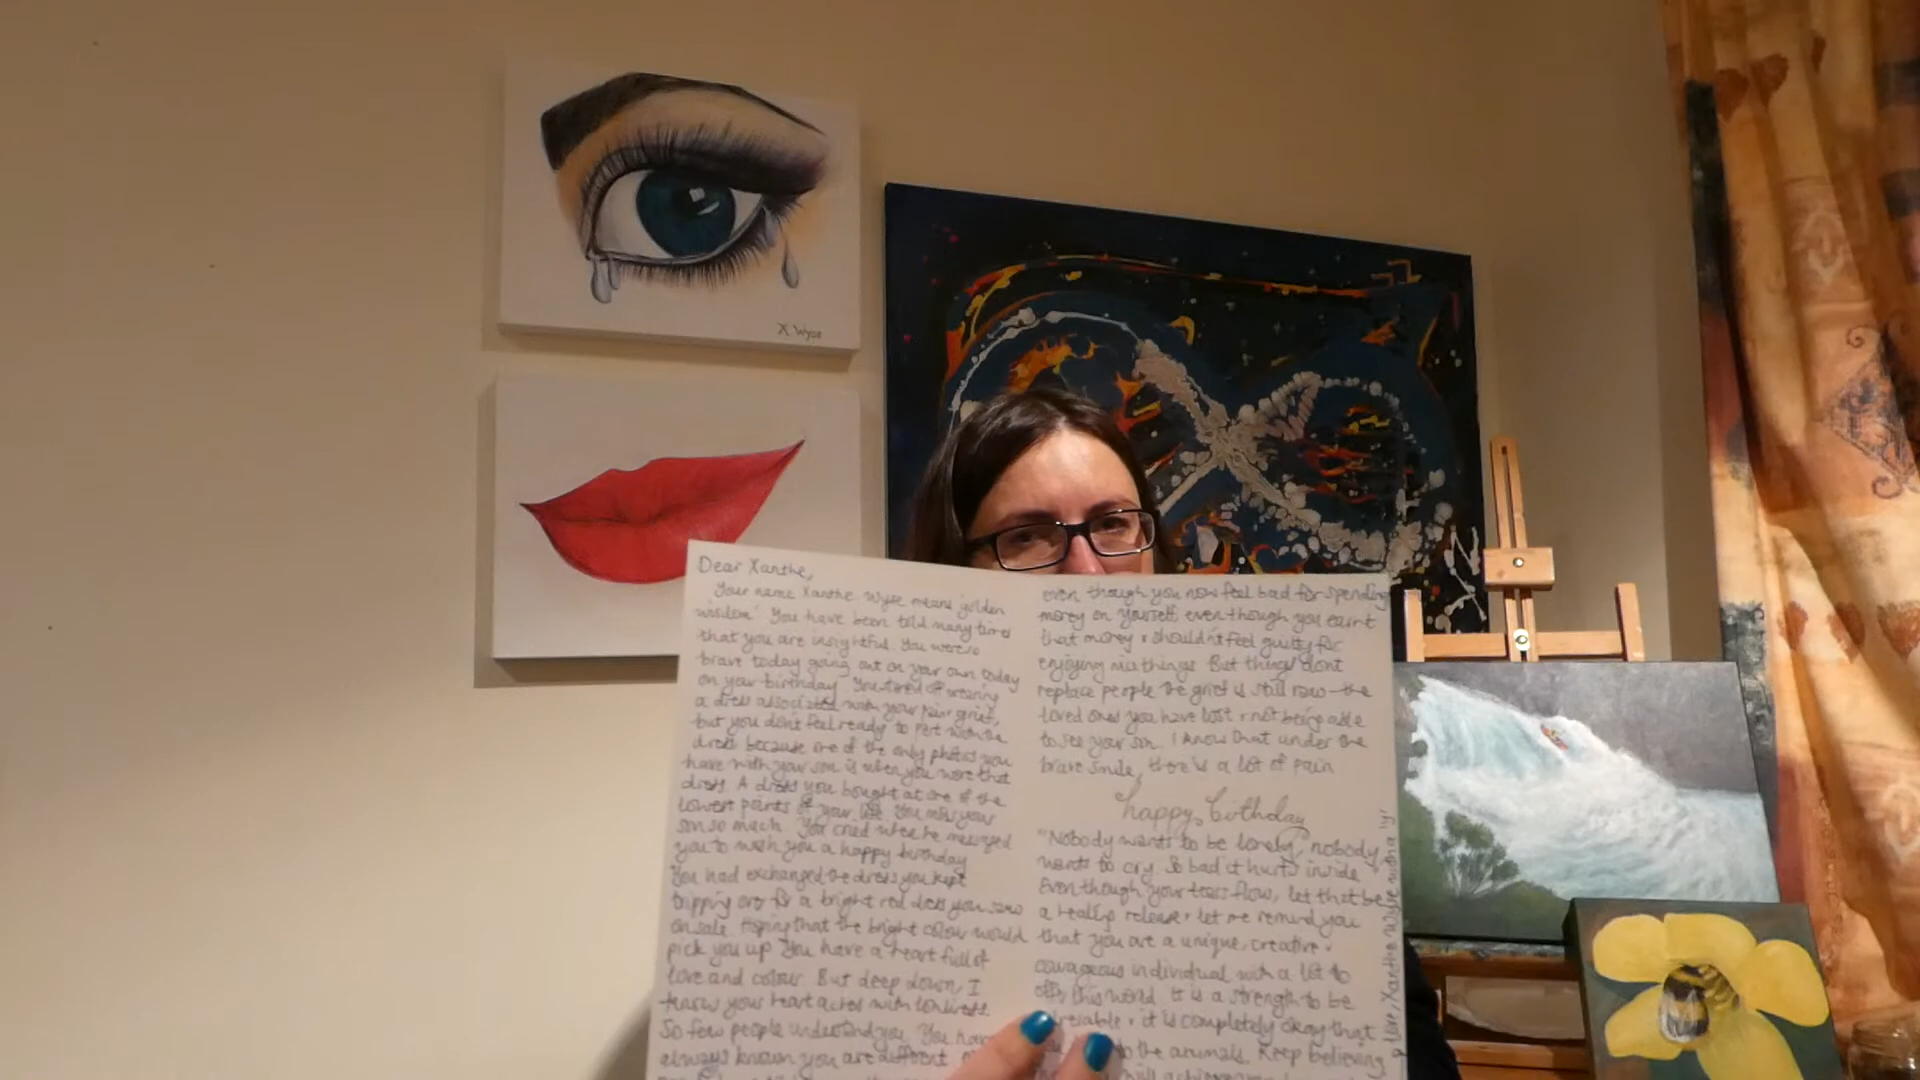 X Wyse
Dear Xanthe,
Your name Xanthe Wyse means 'golden
wisdom'. You have been told many times
that you are insightful. You were so
brave today going out on your own today
on your birthday. You tired of wearing
a dress associated with your raw grief,
but you don't feel ready to part with the
dress because one of the only photos you
have with your son is when you wore that
dress. A dress you bought at one of the
lowest points of your life. You miss your
son so much. You cried when he messaged
you to wish you a happy birthday
You had exchanged the dress you kept
tripping over for a bright red dress you saw
on sale. Hoping that the bright colour would
pick you up. You have a heart full of
love and colour. But deep down, I
know your heart aches with loneliness.
So few people understand you. You have
always known you are different
even though you now feel bad for spending
money on yourself even though you earnt
that money & shouldn't feel guilty for
enjoying nice things. But things don't
replace people. The grief is still raw - the
loved ones you have lost & not being able
to see your son. I know that under the
brave smile, there is a lot of pain
happy birthday
"Nobody wants to be lonely, nobody
wants to cry. So bad it hurts inside"
Even though your tears flow, let that be
a healing release & let me remind you
that you are a unique, creative &
courageous individual with a lot to
offer this world. It is a strength to be
& it is completely okay that
to the animals. Keep believing
love, Xanthe Wyse